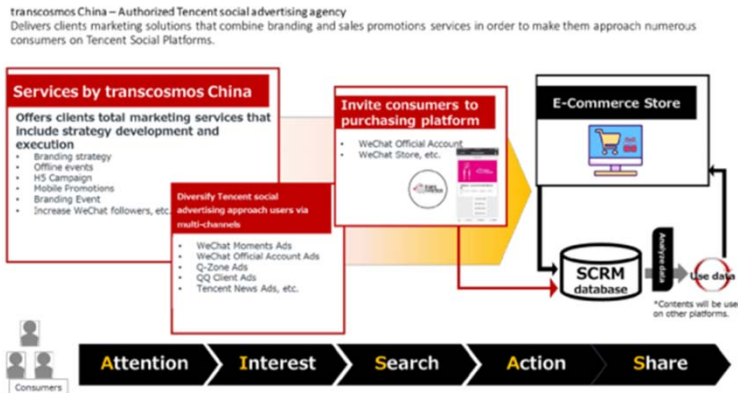 transcosmos China – Authorized Tencent social advertising agency
Delivers clients marketing solutions that combine branding and sales promotions services in order to make them approach numerous
consumers on Tencent Social Platforms.
Services by transcosmos China
Offers clients total marketing services that
include strategy development and
execution
• Branding strategy
• Offline events
• H5 Campaign
• Mobile Promotions
• Branding Event
• Increase WeChat followers, etc.
Diversify Tencent social
advertising approach users via
multi-channels
• WeChat Moments Ads
• WeChat Official Account Ads
• Q-Zone Ads
• QQ Client Ads
• Tencent News Ads, etc.
Invite consumers to
purchasing platform
• WeChat Official Account
• WeChat Store, etc.
E-Commerce Store
SCRM
database
Analyze data
Use data
*Contents will be use
on other platforms.
Consumers
Attention
Interest
Search
Action
Share